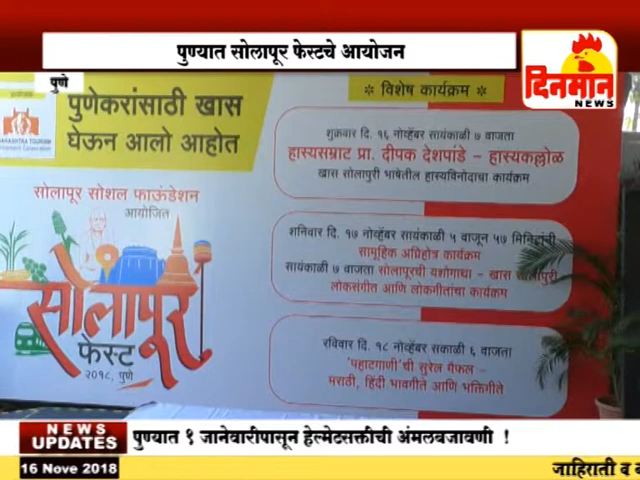 पुण्यात सोलापूर फेस्टचे आयोजन
पुणे
दिनमान
NEWS
पुणेकरांसाठी खास
घेऊन आलो आहोत
MAHARASHTRA TOURISM
सोलापूर सोशल फाऊंडेशन
आयोजित
सोलापूर
फेस्ट
२०१८, पुणे
विशेष कार्यक्रम
शुक्रवार दि. १६ नोव्हेंबर सायंकाळी ७ वाजता
हास्यसम्राट प्रा. दीपक देशपांडे – हास्यकल्लोळ
खास सोलापुरी भाषेतील हास्यविनोदाचा कार्यक्रम
शनिवार दि. १७ नोव्हेंबर सायंकाळी ५ वाजून ५७ मिनिटांनी
सामूहिक अग्निहोत्र कार्यक्रम
सायंकाळी ७ वाजता सोलापूरची यशोगाथा – खास सोलापुरी
लोकसंगीत आणि लोकगीतांचा कार्यक्रम
रविवार दि. १८ नोव्हेंबर सकाळी ६ वाजता
'पहाटगाणी'ची सुरेल मैफल –
मराठी, हिंदी भावगीते आणि भक्तिगीते
NEWS
UPDATES
पुण्यात १ जानेवारीपासून हेल्मेटसक्तीची अंमलबजावणी !
16 Nove 2018
जाहिराती व